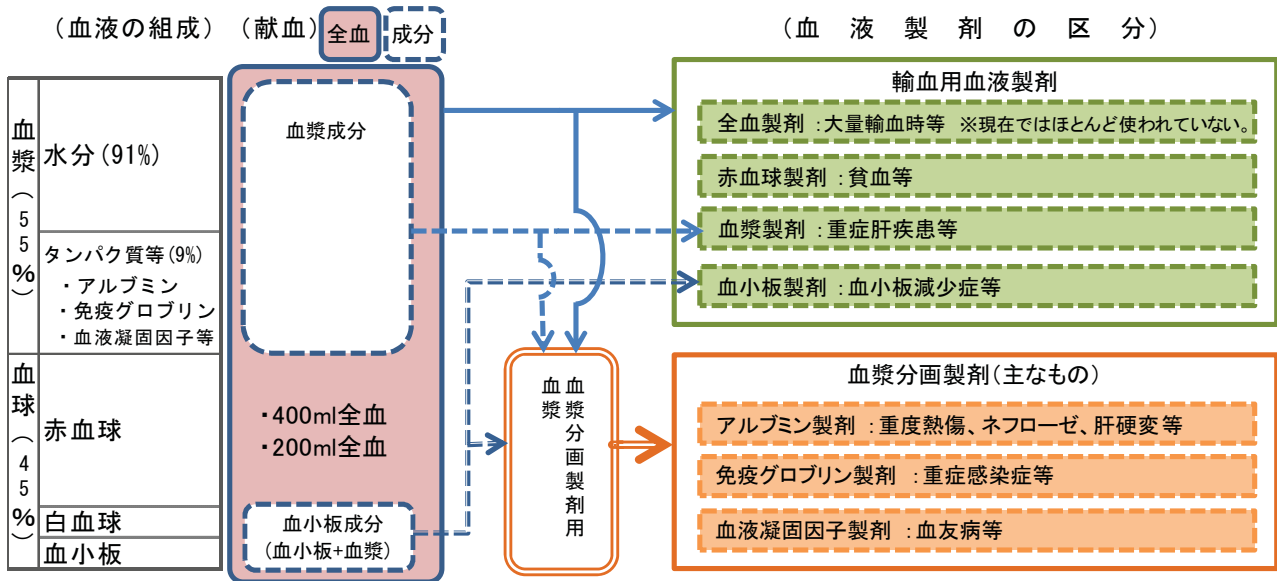 (血液の組成)
(献血)
全血
成分
(血液製剤の区分)
血漿(55%)
水分(91%)
タンパク質等(9%)
・アルブミン
・免疫グロブリン
・血液凝固因子等
血球(45%)
赤血球
白血球
血小板
血漿成分
・400ml全血
・200ml全血
血小板成分
(血小板+血漿)
血漿分画製剤用
血漿
輸血用血液製剤
全血製剤:大量輸血時等 ※現在ではほとんど使われていない。
赤血球製剤:貧血等
血漿製剤:重症肝疾患等
血小板製剤:血小板減少症等
血漿分画製剤(主なもの)
アルブミン製剤:重度熱傷、ネフローゼ、肝硬変等
免疫グロブリン製剤:重症感染症等
血液凝固因子製剤:血友病等